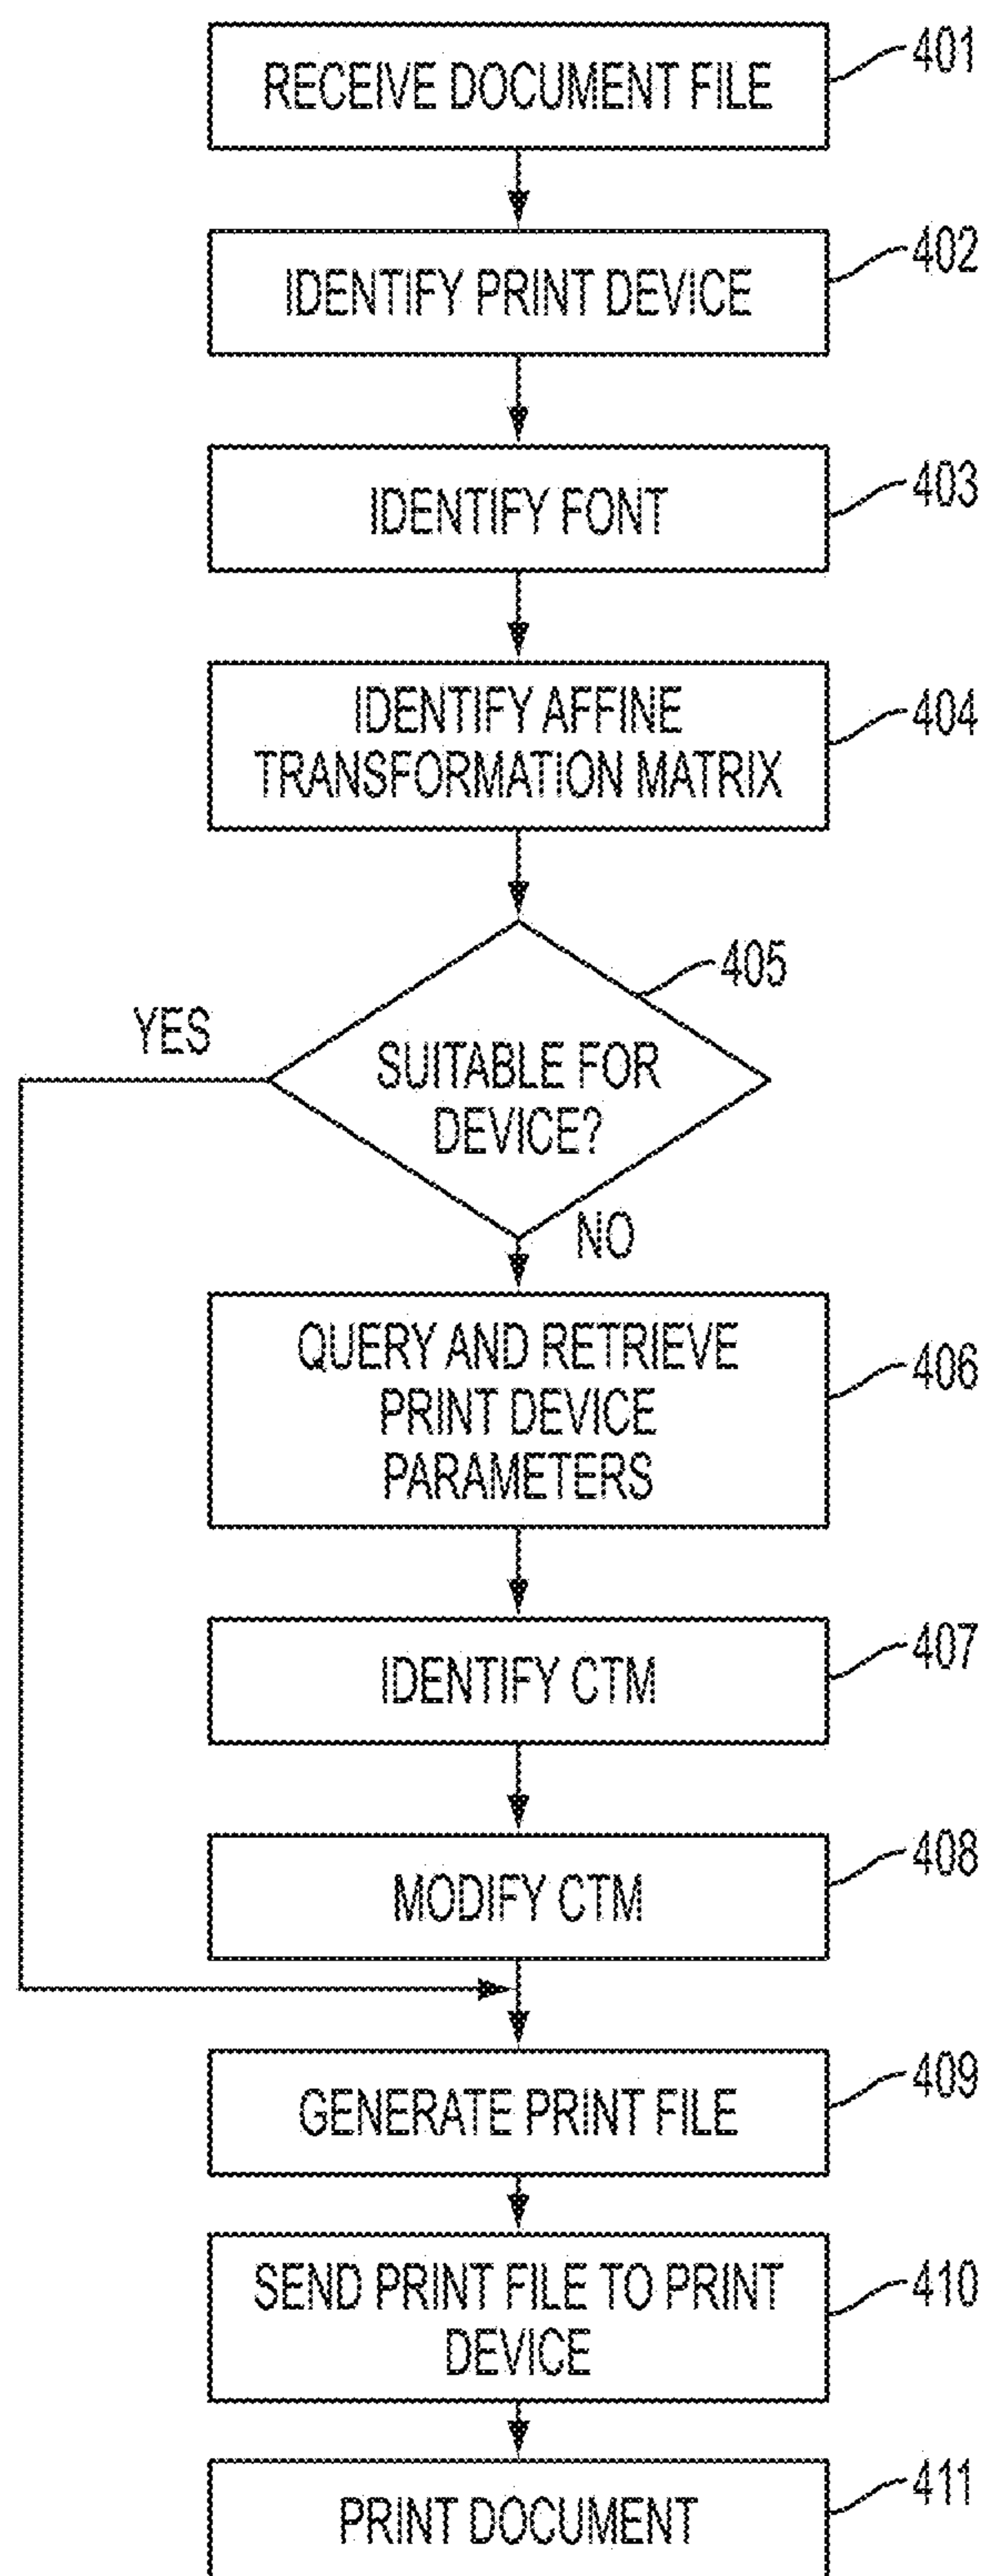 RECEIVE DOCUMENT FILE
401
IDENTIFY PRINT DEVICE
402
IDENTIFY FONT
403
IDENTIFY AFFINE
TRANSFORMATION MATRIX
404
405
YES
SUITABLE FOR
DEVICE?
NO
QUERY AND RETRIEVE
PRINT DEVICE
PARAMETERS
406
IDENTIFY CTM
407
MODIFY CTM
408
GENERATE PRINT FILE
409
SEND PRINT FILE TO PRINT
DEVICE
410
PRINT DOCUMENT
411